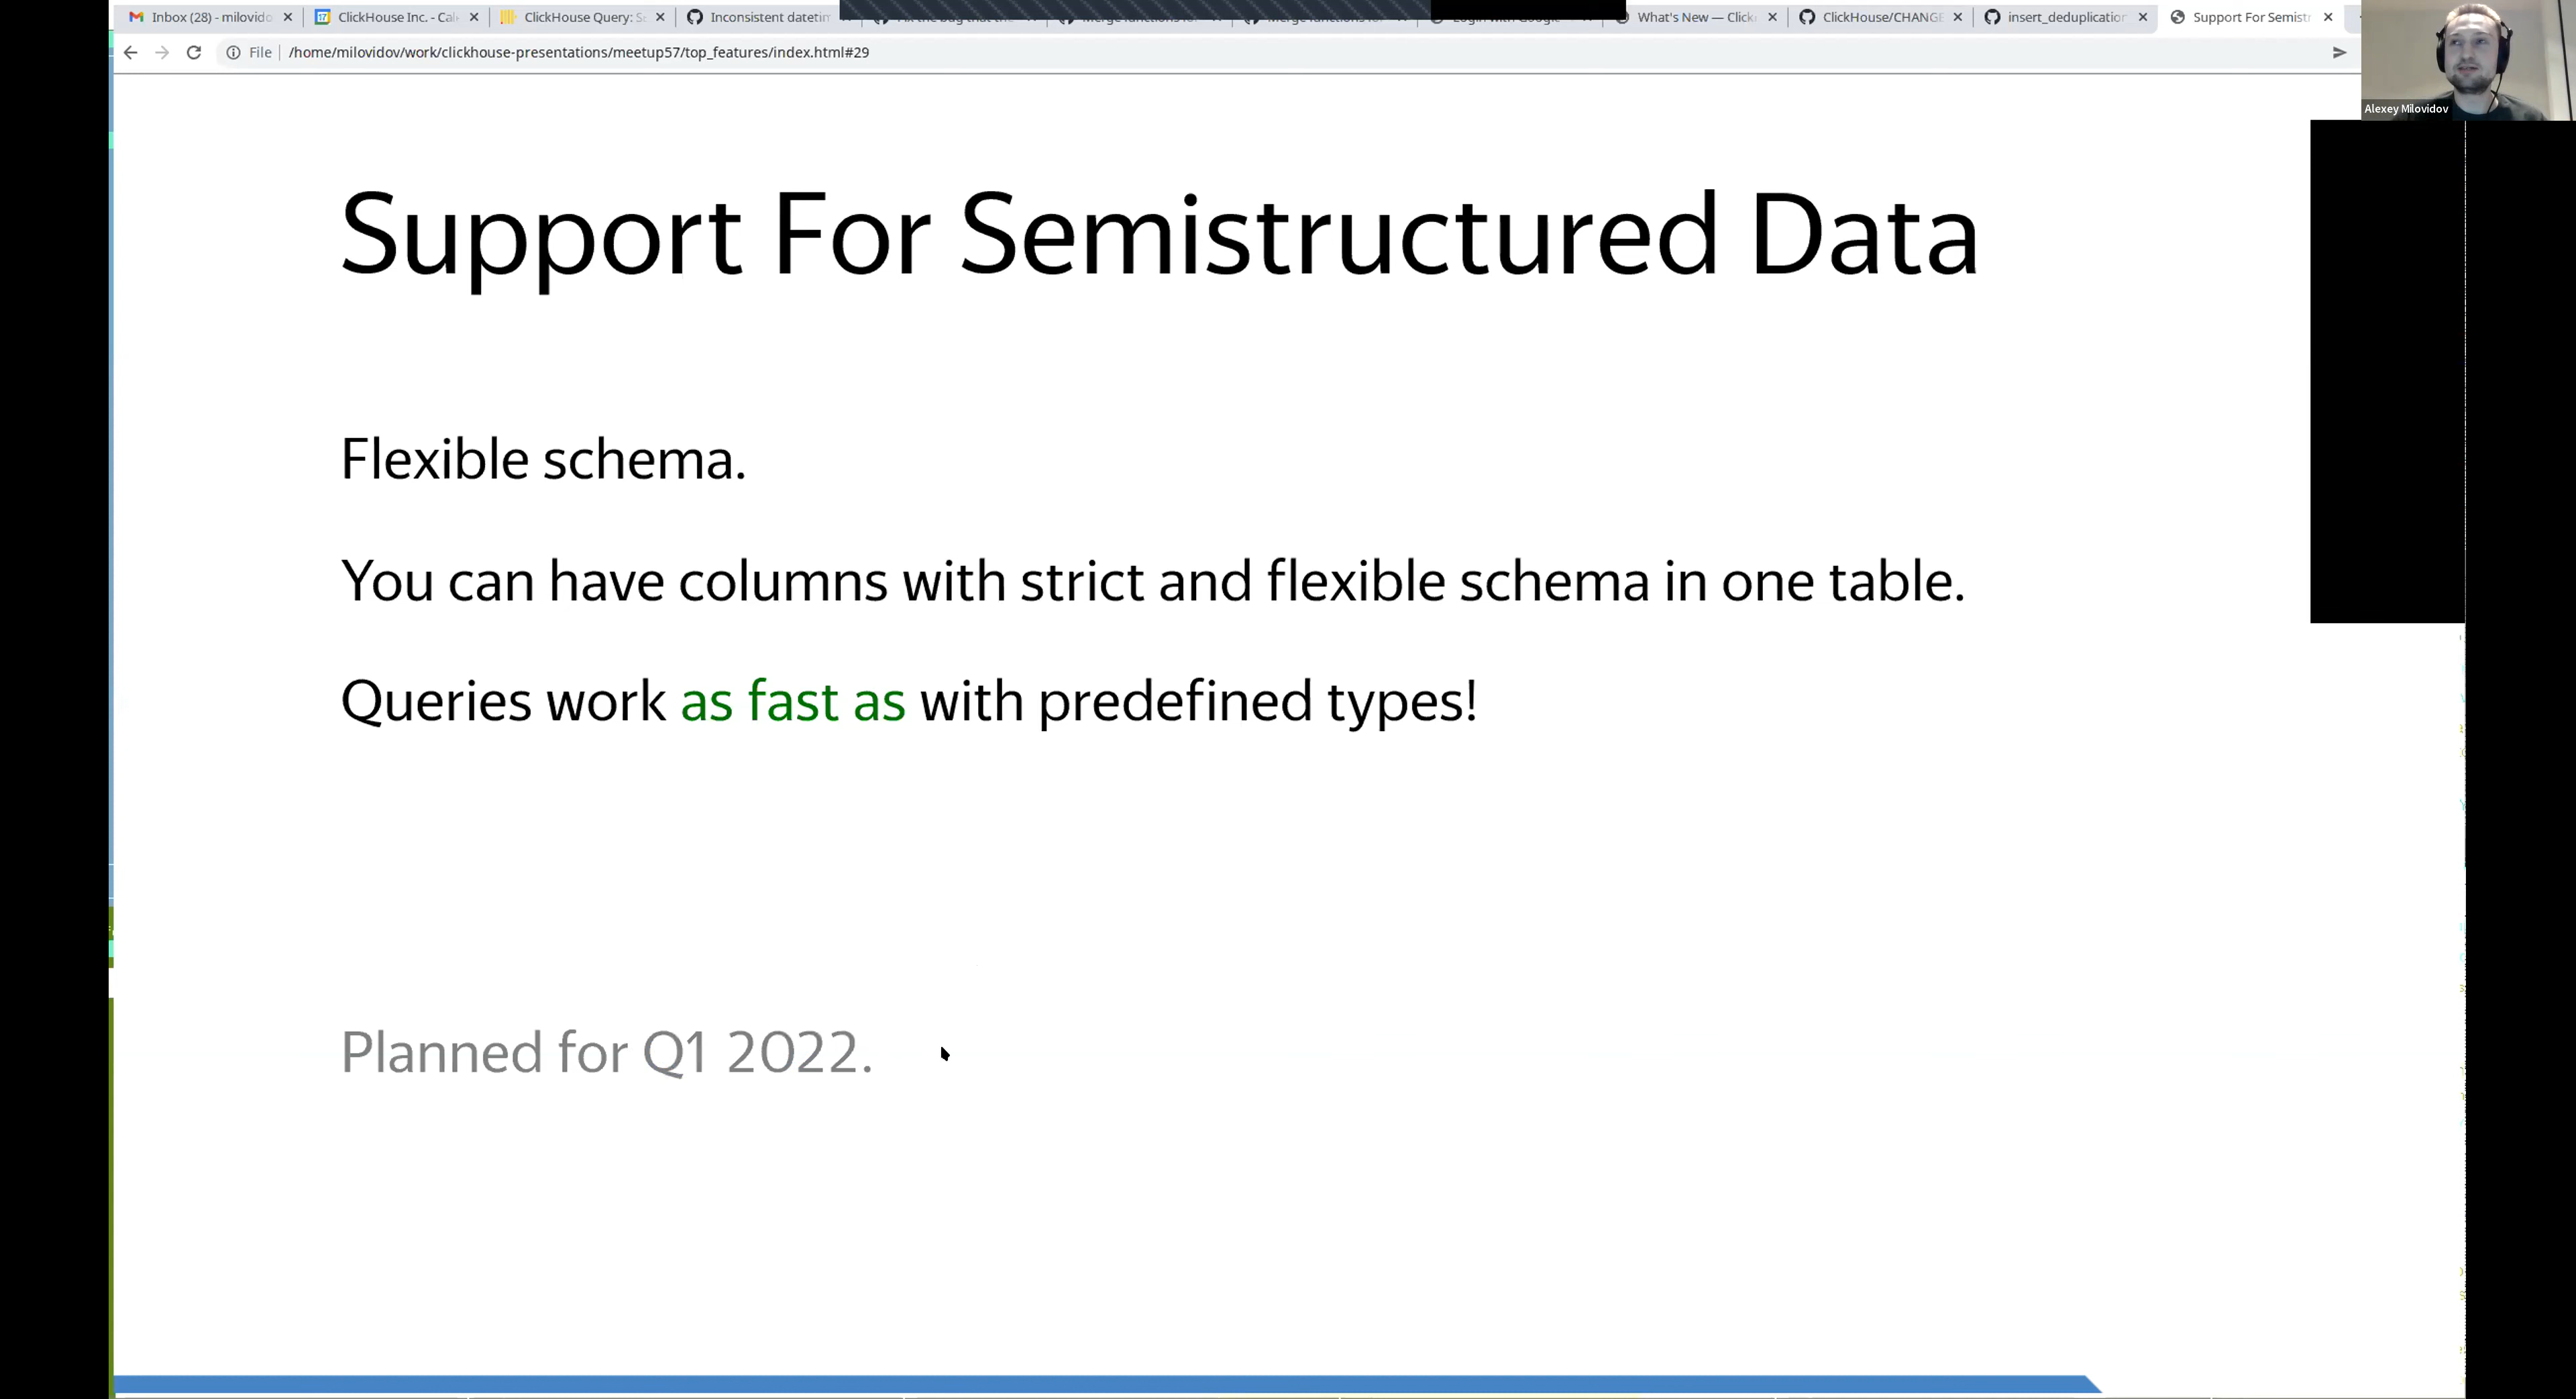 Inbox (28) - milovido
ClickHouse Inc. - Cal
ClickHouse Query: S
Inconsistent datetim
What's New — Click
ClickHouse/CHANGE
insert_deduplication
Support For Semist
File
/home/milovidov/work/clickhouse-presentations/meetup57/top_features/index.html#29
Alexey Milovidov
Support For Semistructured Data
Flexible schema.
You can have columns with strict and flexible schema in one table.
Queries work as fast as with predefined types!
Planned for Q1 2022.